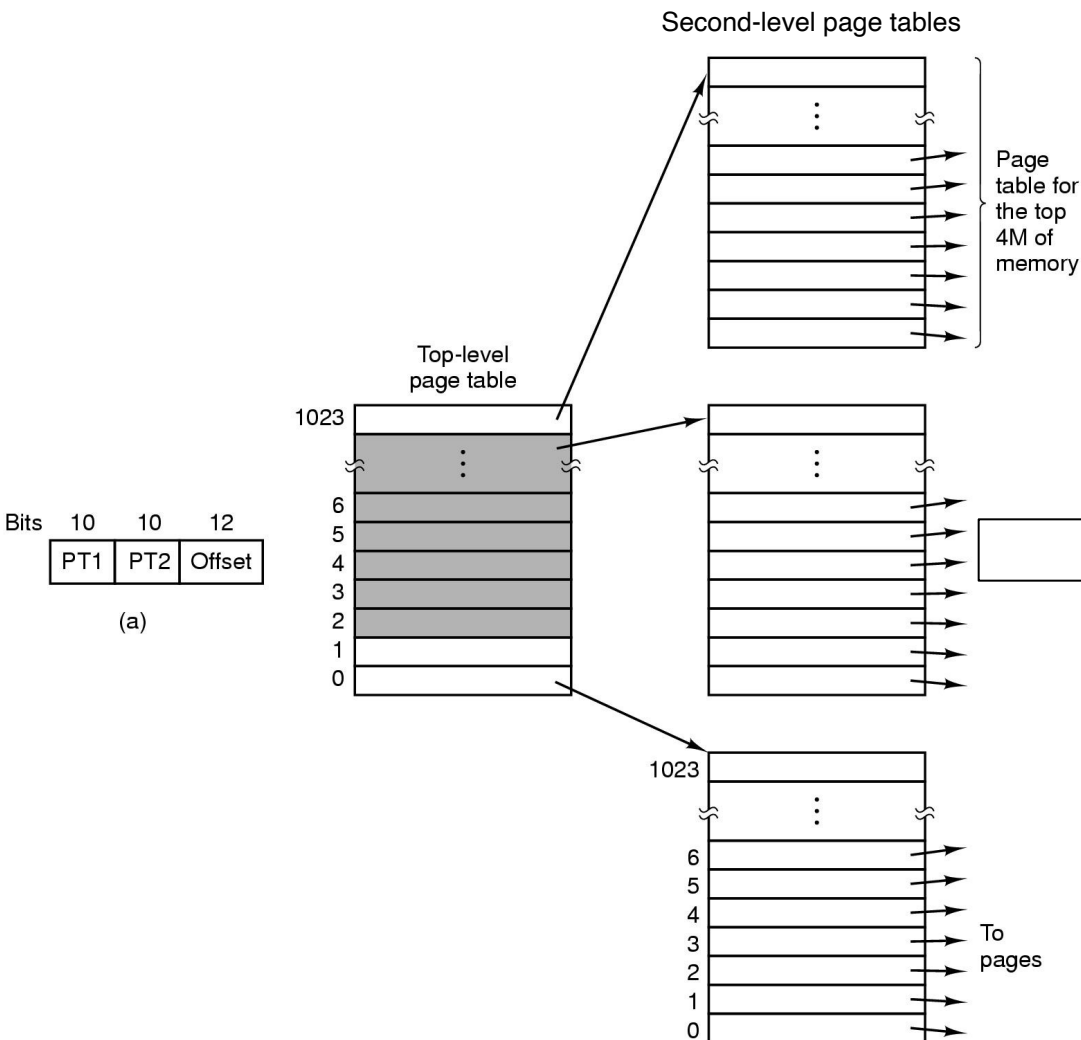 Second-level page tables
Page
table for
the top
4M of
memory
Top-level
page table
1023
6
5
4
3
2
1
0
Bits 10 10 12
PT1 PT2 Offset
(a)
1023
6
5
4
3
2
1
0
To
pages